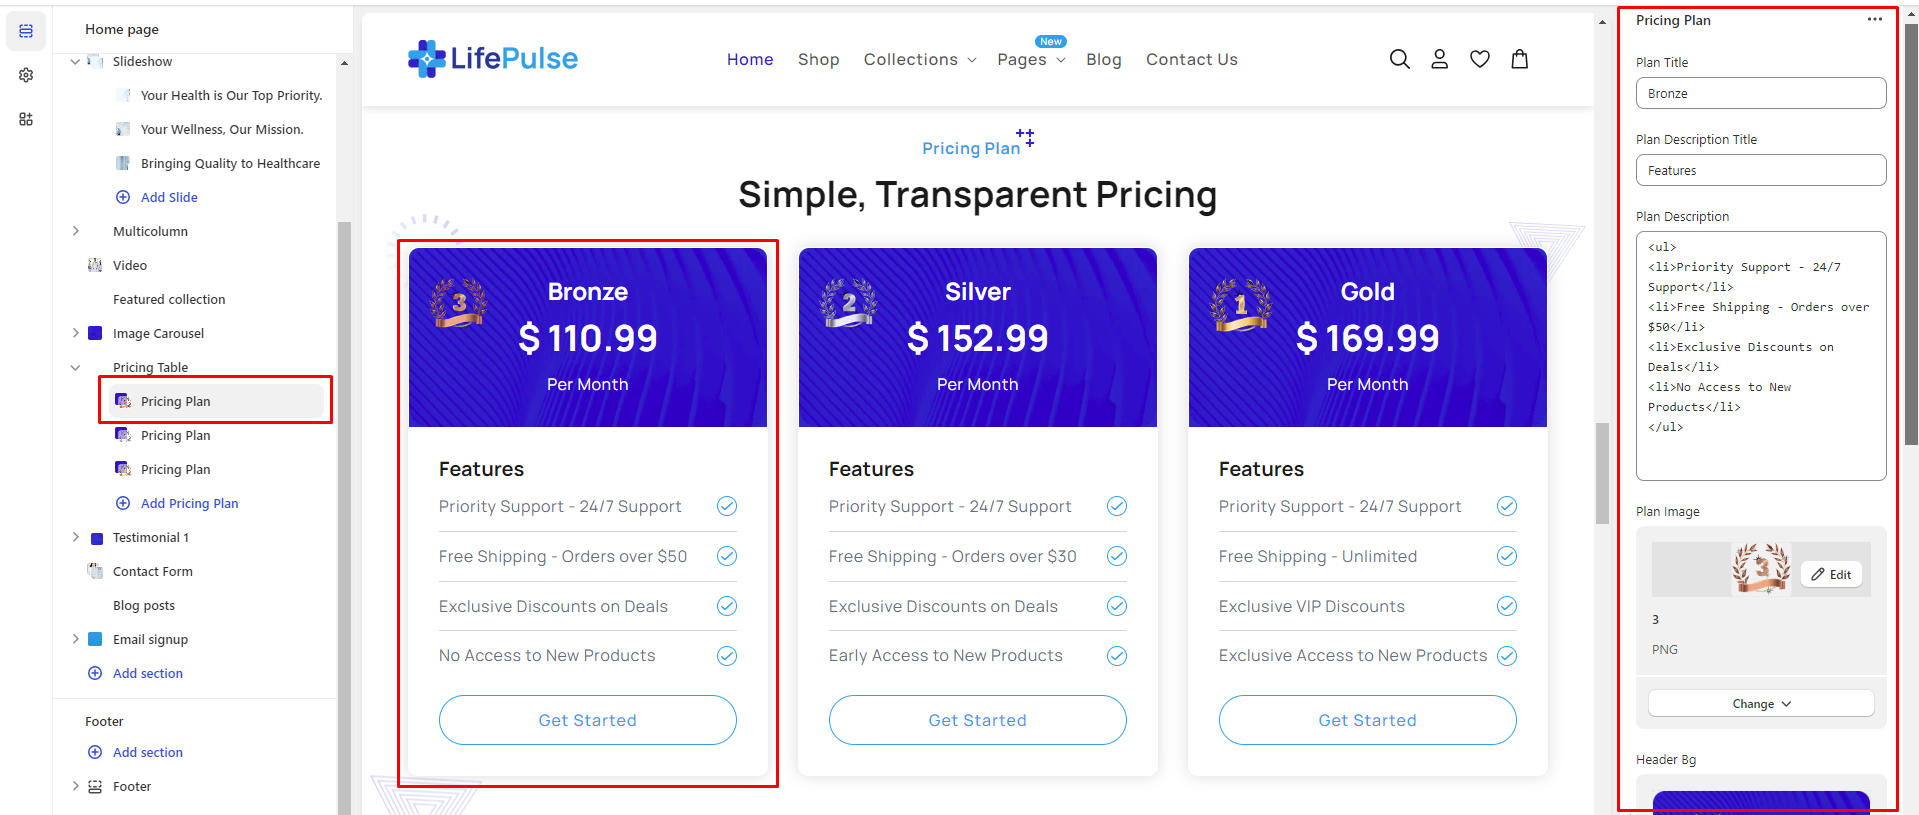 Home page
Slideshow
Your Health is Our Top Priority.
Your Wellness, Our Mission.
Bringing Quality to Healthcare
Add Slide
Multicolumn
Video
Featured collection
Image Carousel
Pricing Table
Pricing Plan
Pricing Plan
Pricing Plan
Add Pricing Plan
Testimonial 1
Contact Form
Blog posts
Email signup
Add section
Footer
Add section
Footer
LifePulse
Home
Shop
Collections
Pages
New
Blog
Contact Us
Pricing Plan
Simple, Transparent Pricing
3
Bronze
$ 110.99
Per Month
Features
Priority Support - 24/7 Support
Free Shipping - Orders over $50
Exclusive Discounts on Deals
No Access to New Products
Get Started
2
Silver
$ 152.99
Per Month
Features
Priority Support - 24/7 Support
Free Shipping - Orders over $30
Exclusive Discounts on Deals
Early Access to New Products
Get Started
1
Gold
$ 169.99
Per Month
Features
Priority Support - 24/7 Support
Free Shipping - Unlimited
Exclusive VIP Discounts
Exclusive Access to New Products
Get Started
Pricing Plan
Plan Title
Bronze
Plan Description Title
Features
Plan Description
<ul>
<li>Priority Support - 24/7
Support</li>
<li>Free Shipping - Orders over
$50</li>
<li>Exclusive Discounts on
Deals</li>
<li>No Access to New
Products</li>
</ul>
Plan Image
3
Edit
3
PNG
Change
Header Bg